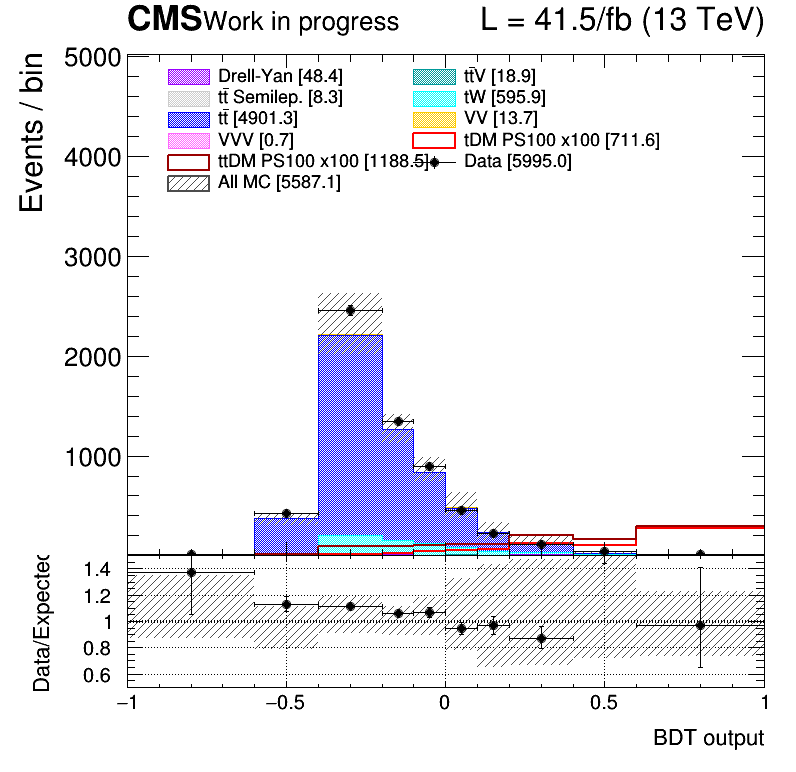 CMS Work in progress L = 41.5/fb (13 TeV)
Events / bin
5000
4000
3000
2000
1000
Drell-Yan [48.4] tt̄V [18.9]
tt̄ Semilep. [8.3] tW [595.9]
tt̄ [4901.3] VV [13.7]
VVV [0.7] tDM PS100 x100 [711.6]
ttDM PS100 x100 [1188.5] Data [5995.0]
All MC [5587.1]
Data/Expected
1.4
1.2
1
0.8
0.6
−1 −0.5 0 0.5 1
BDT output